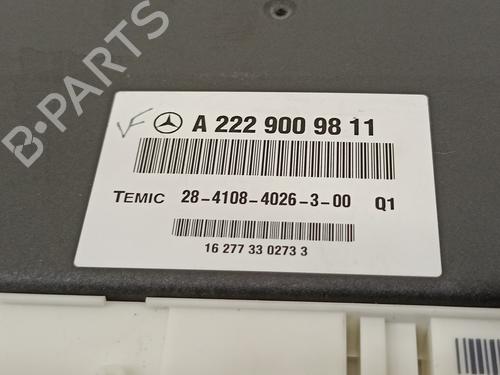 B-PARTS
VF
A 222 900 98 11
TEMIC 28-4108-4026-3-00 Q1
16 277 33 0273 3